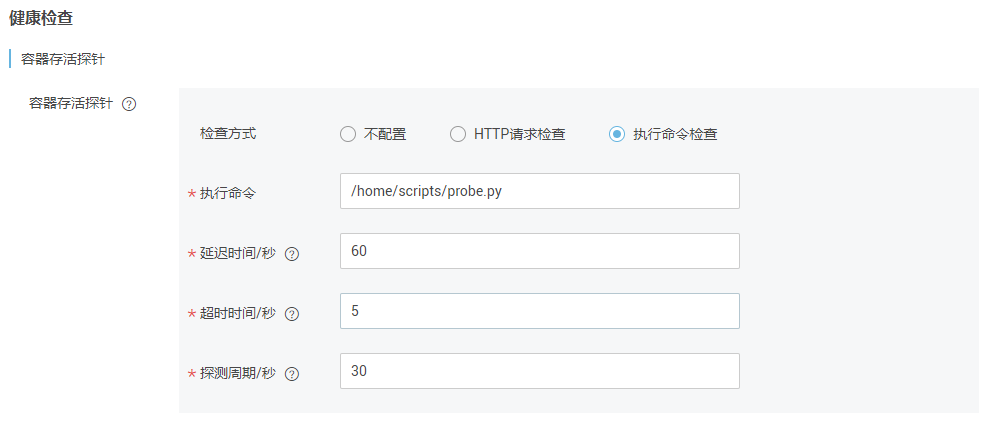 健康检查
容器存活探针
容器存活探针 ?
检查方式 不配置 HTTP请求检查 执行命令检查
* 执行命令 /home/scripts/probe.py
* 延迟时间/秒 ? 60
* 超时时间/秒 ? 5
* 探测周期/秒 ? 30